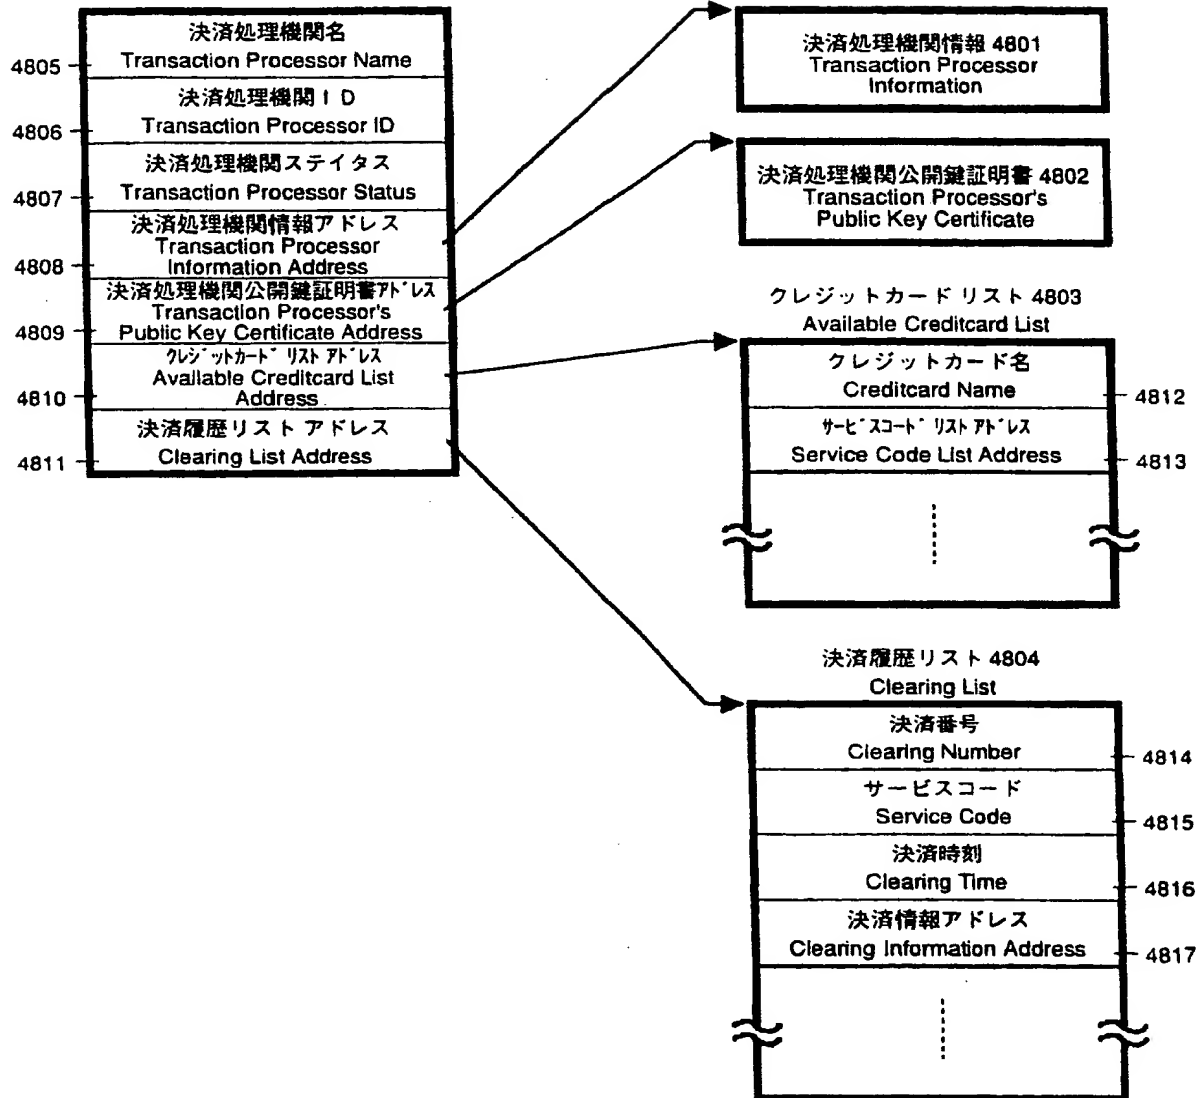 決済処理機関名
Transaction Processor Name
4805
決済処理機関ID
Transaction Processor ID
4806
決済処理機関ステイタス
Transaction Processor Status
4807
決済処理機関情報アドレス
Transaction Processor
Information Address
4808
決済処理機関公開鍵証明書ｱﾄﾞﾚｽ
Transaction Processor's
Public Key Certificate Address
4809
ｸﾚｼﾞｯﾄｶｰﾄﾞ ﾘｽﾄ ｱﾄﾞﾚｽ
Available Creditcard List
Address
4810
決済履歴リスト アドレス
Clearing List Address
4811
決済処理機関情報 4801
Transaction Processor
Information
決済処理機関公開鍵証明書 4802
Transaction Processor's
Public Key Certificate
クレジットカード リスト 4803
Available Creditcard List
クレジットカード名
Creditcard Name
4812
ｻｰﾋﾞｽｺｰﾄﾞ ﾘｽﾄ ｱﾄﾞﾚｽ
Service Code List Address
4813
決済履歴リスト 4804
Clearing List
決済番号
Clearing Number
4814
サービスコード
Service Code
4815
決済時刻
Clearing Time
4816
決済情報アドレス
Clearing Information Address
4817